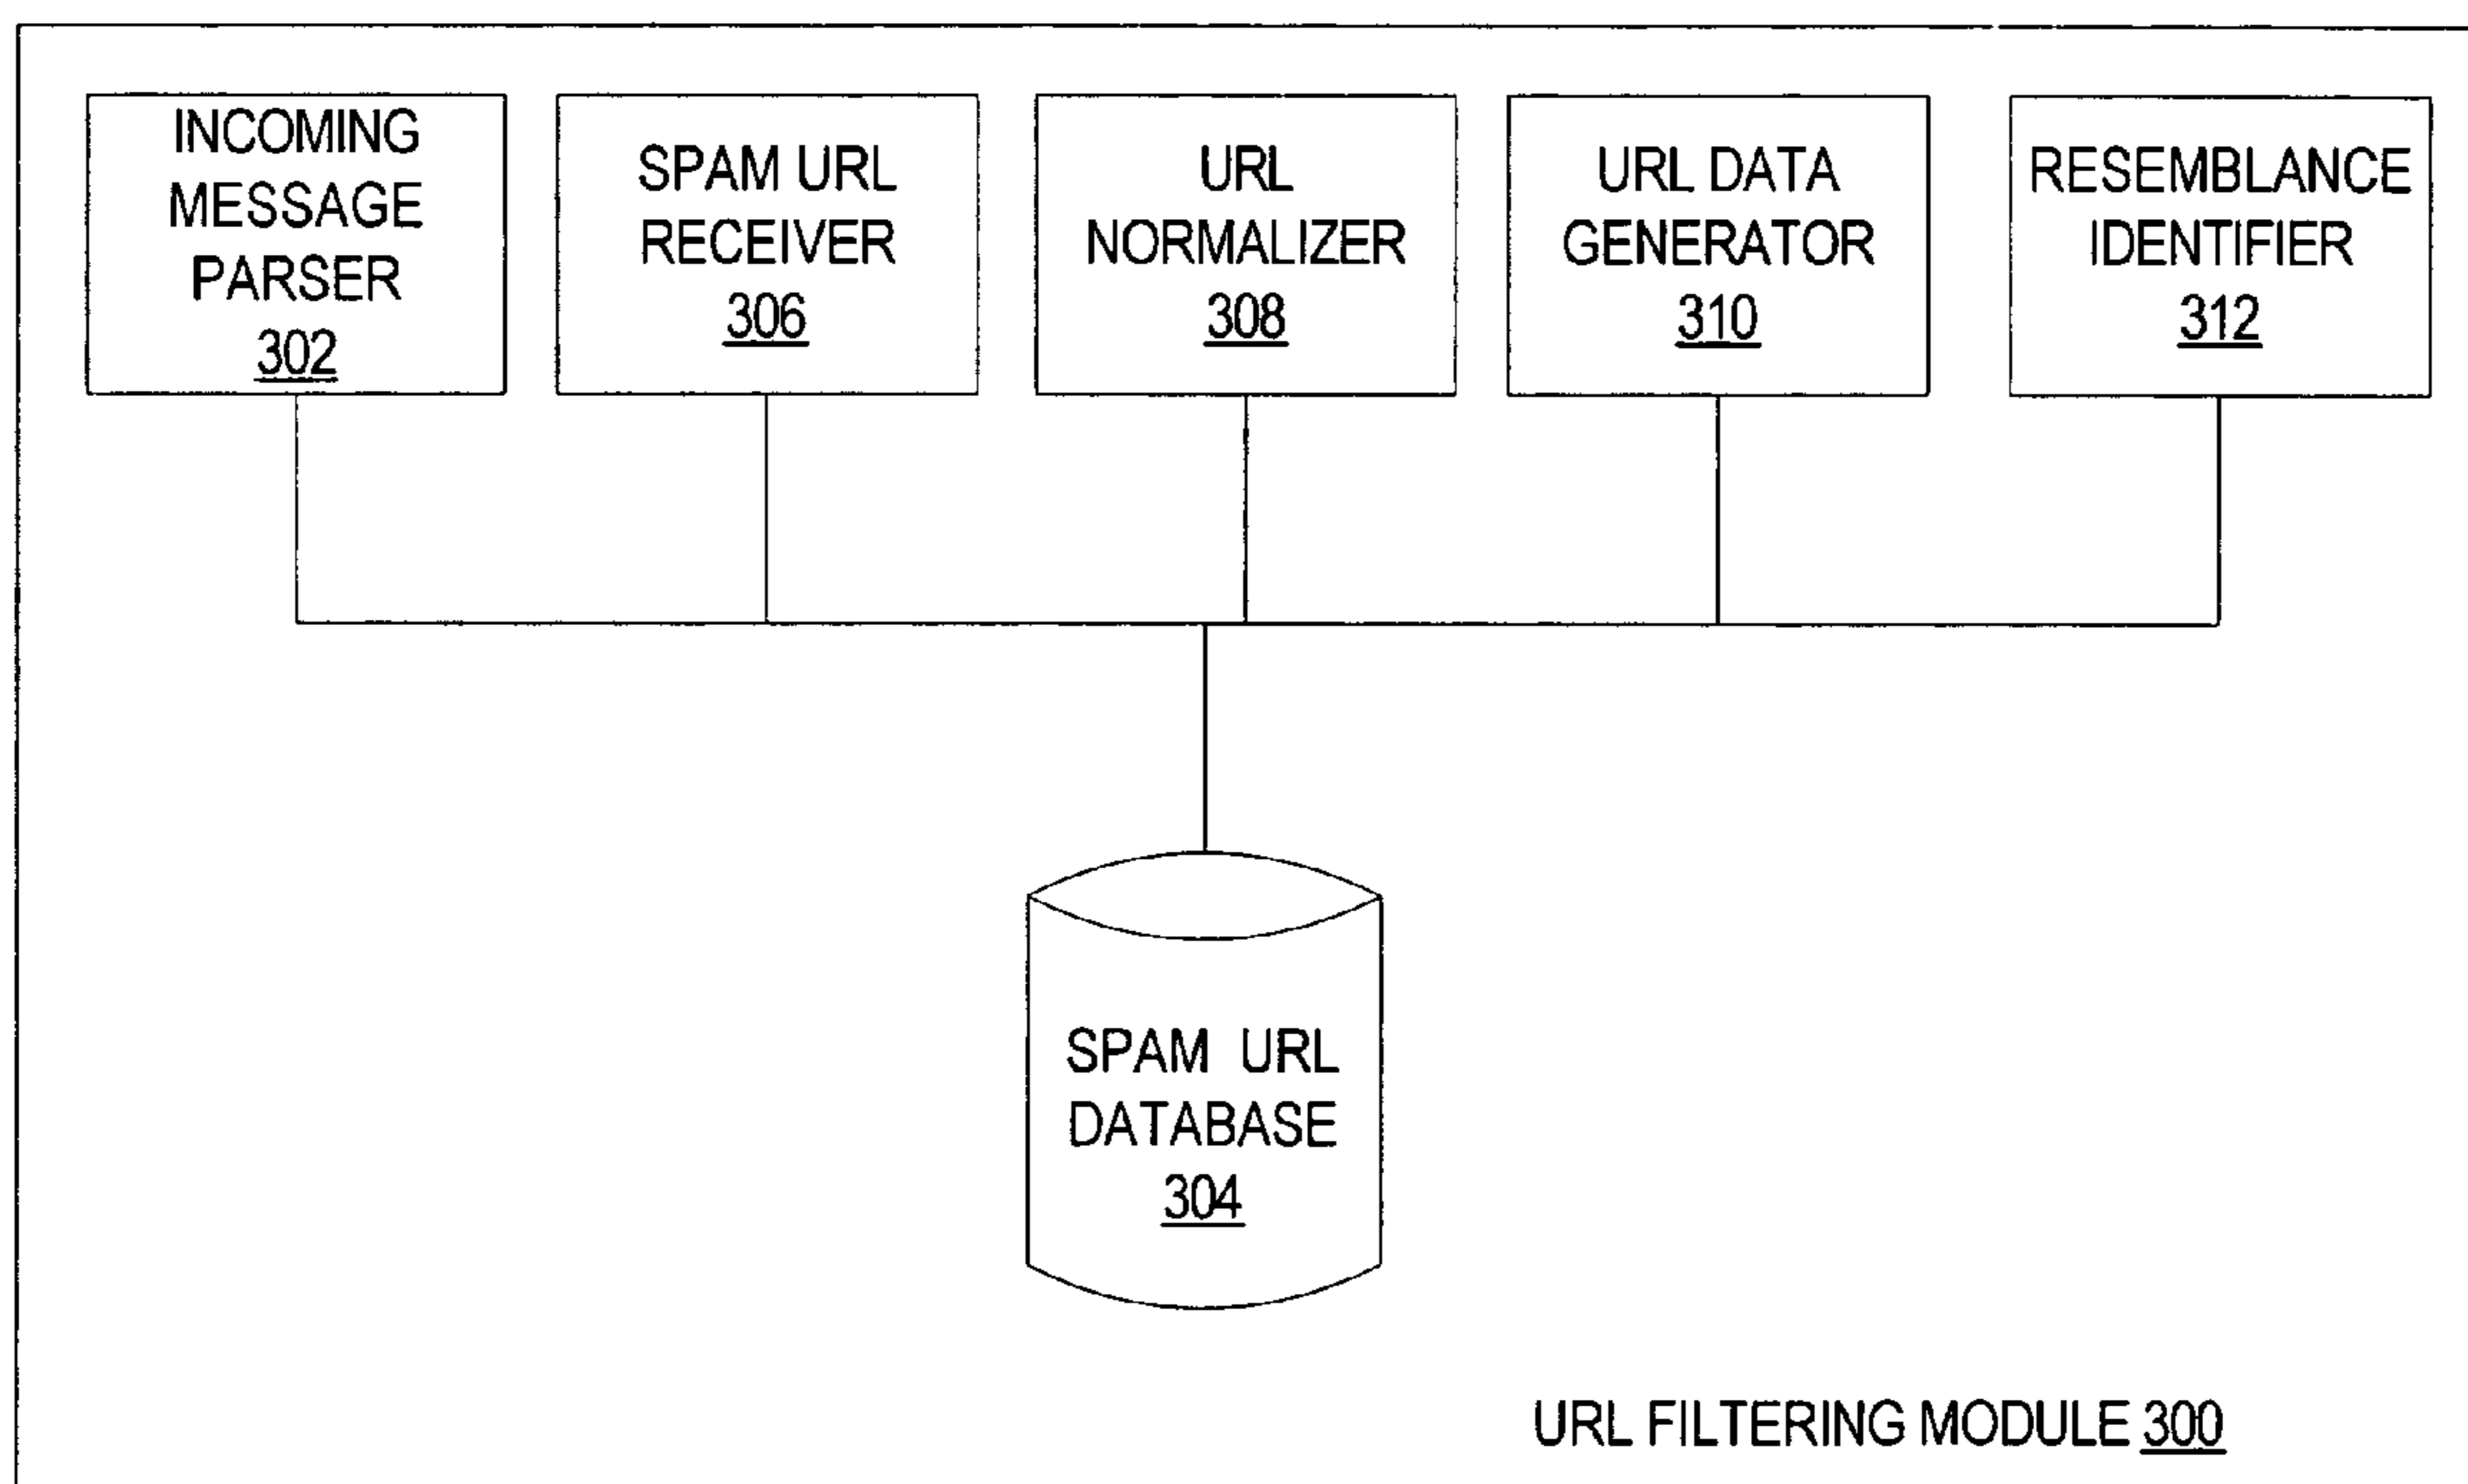 INCOMING
MESSAGE
PARSER
302
SPAM URL
RECEIVER
306
URL
NORMALIZER
308
URL DATA
GENERATOR
310
RESEMBLANCE
IDENTIFIER
312
SPAM URL
DATABASE
304
URL FILTERING MODULE 300